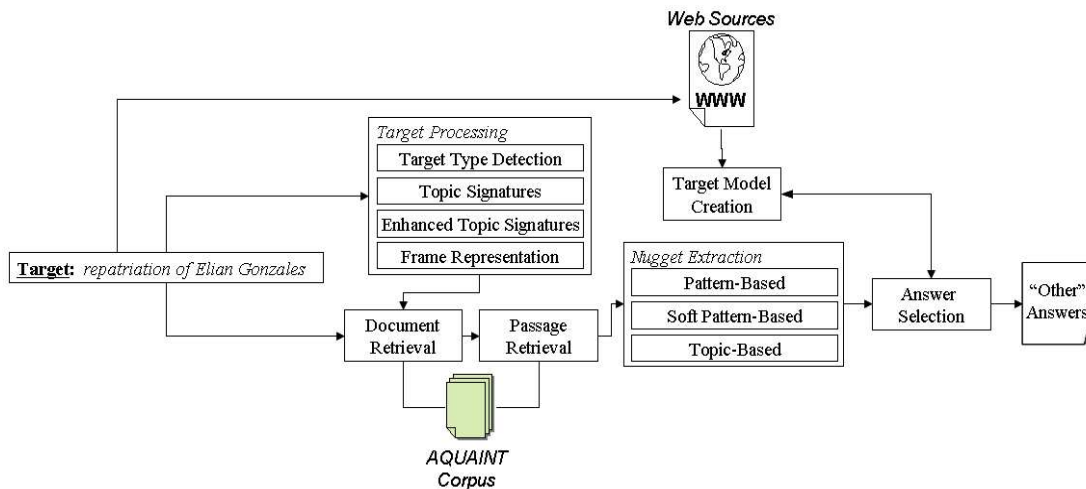 Web Sources
WWW
Target Processing
Target Type Detection
Topic Signatures
Enhanced Topic Signatures
Frame Representation
Target Model
Creation
Target: repatriation of Elian Gonzales
Nugget Extraction
Pattern-Based
Soft Pattern-Based
Topic-Based
Document
Retrieval
Passage
Retrieval
Answer
Selection
“Other”
Answers
AQUAINT
Corpus